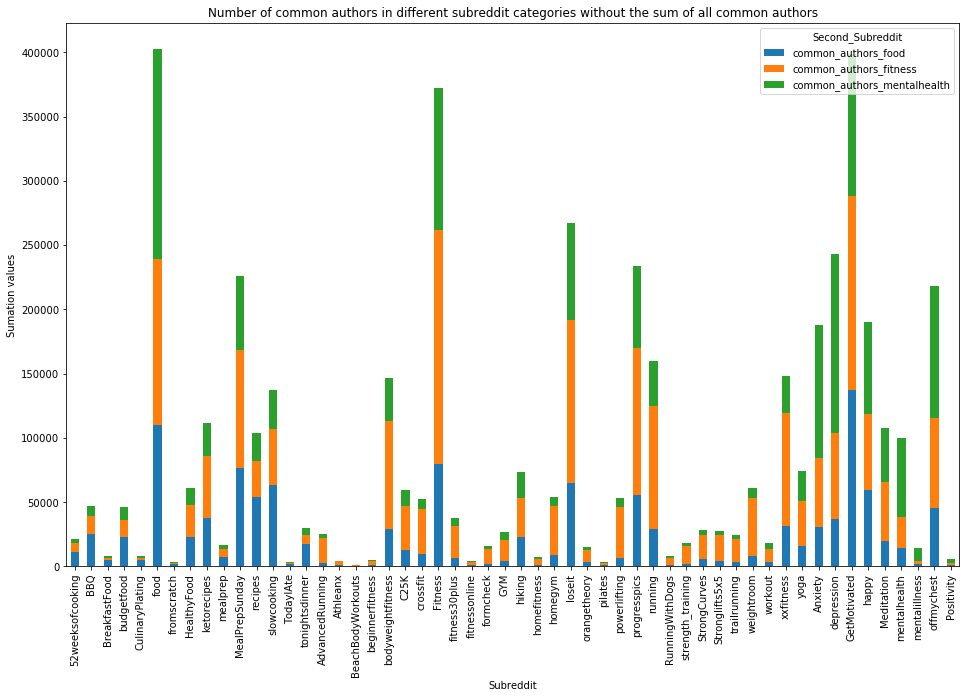 Number of common authors in different subreddit categories without the sum of all common authors
Second_Subreddit
common_authors_food
common_authors_fitness
common_authors_mentalhealth
Sumation values
400000
350000
300000
250000
200000
150000
100000
50000
0
52weeksofcooking
BBQ
BreakfastFood
budgetfood
CulinaryPlating
food
fromscratch
HealthyFood
ketorecipes
mealprep
MealPrepSunday
recipes
slowcooking
TodayIAte
tonightsdinner
AdvancedRunning
Athleanx
BeachBodyWorkouts
beginnerfitness
bodyweightfitness
C25K
crossfit
Fitness
fitness30plus
fitnessonline
formcheck
GYM
hiking
homefitness
homegym
loseit
orangetheory
pilates
powerlifting
progresspics
running
RunningWithDogs
strength_training
StrongCurves
Stronglifts5x5
trailrunning
weightroom
workout
xxfitness
yoga
Anxiety
depression
GetMotivated
happy
Meditation
mentalhealth
mentalillness
offmychest
Positivity
Subreddit